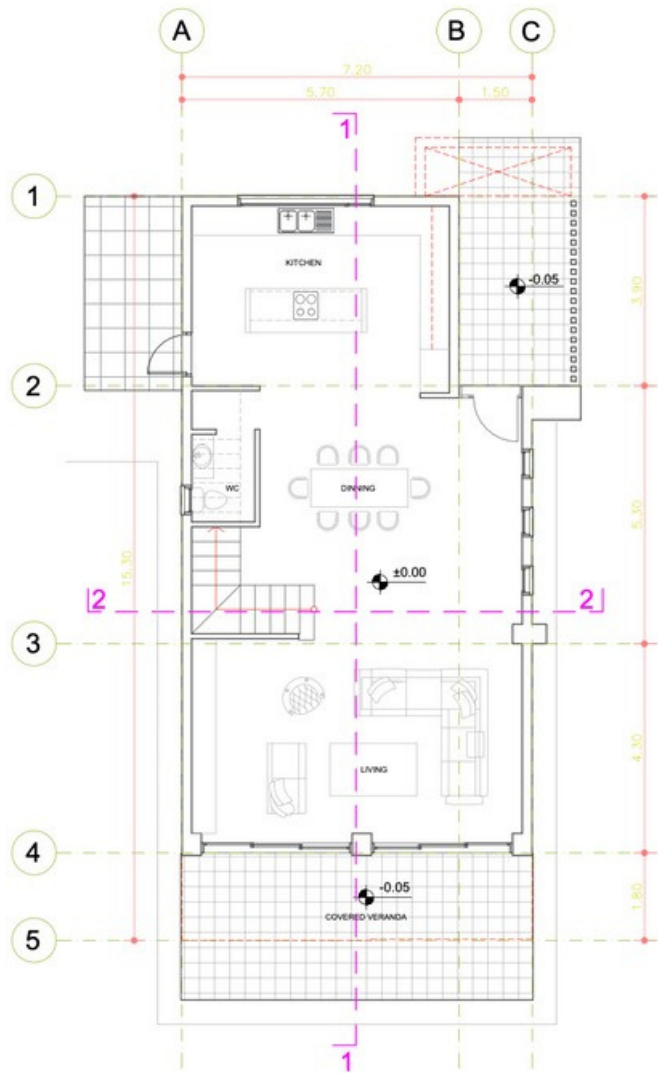 A
B
C
7.20
5.70
1.50
1
1
-0.05
KITCHEN
3.90
2
WC
DINNING
5.30
15.30
±0.00
2
2
3
4.30
LIVING
4
-0.05
1.80
COVERED VERANDA
5
1